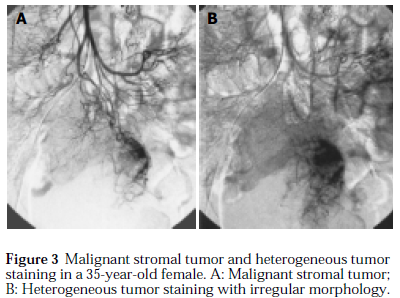 A
B
Figure 3 Malignant stromal tumor and heterogeneous tumor
staining in a 35-year-old female. A: Malignant stromal tumor;
B: Heterogeneous tumor staining with irregular morphology.